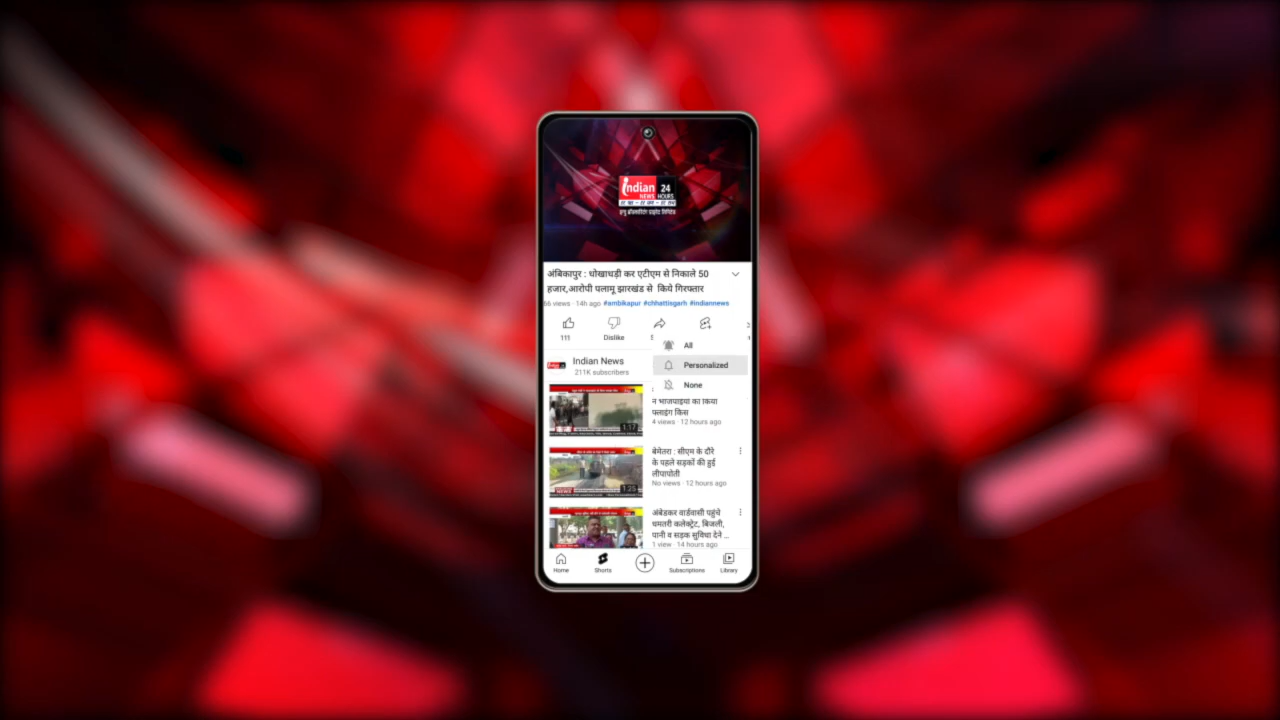 indian
NEWS
24
HOURS
अंबिकापुर : धोखाधड़ी कर एटीएम से निकाले 50
हजार,आरोपी पलामू झारखंड से किये गिरफ्तार
66 views · 14h ago #ambikapur #chhattisgarh #indiannews
111
Dislike
All
Indian News
211K subscribers
Personalized
None
न भाजपाइयों का किया
फ्लाइंग किस
4 views · 12 hours ago
1:17
बेमेतरा : सीएम के दौरे
के पहले सड़कों की हुई
लीपापोती
No views · 12 hours ago
1:25
अंबेडकर वार्डवासी पहुंचे
धमतरी कलेक्ट्रेट, बिजली,
पानी व सड़क सुविधा देने ...
1 view · 14 hours ago
Home
Shorts
Subscriptions
Library